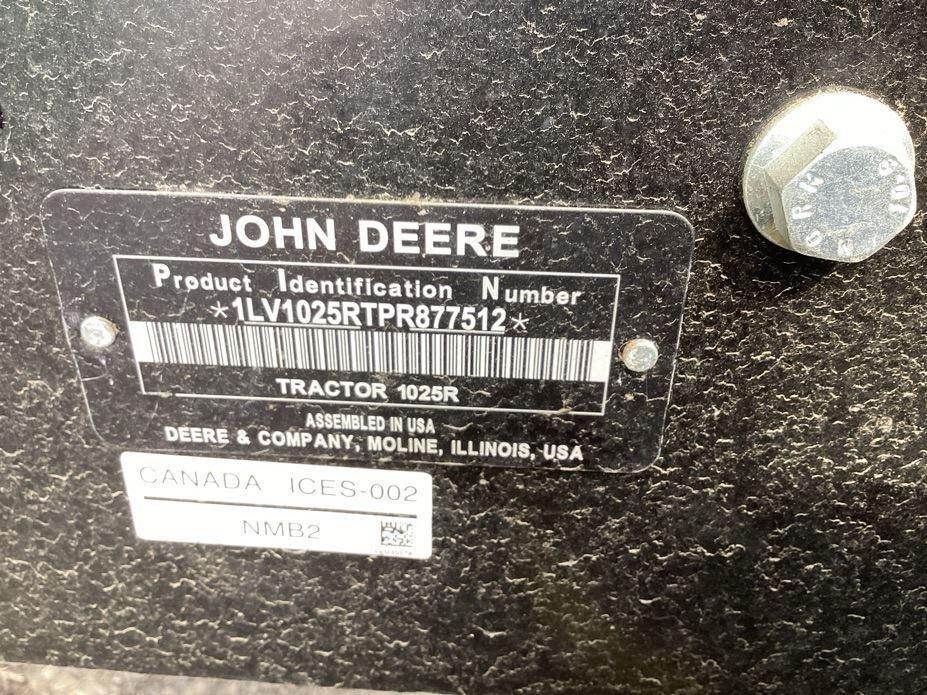 JOHN DEERE
Product Identification Number
*1LV1025RTPR877512*
TRACTOR 1025R
ASSEMBLED IN USA
DEERE & COMPANY, MOLINE, ILLINOIS, USA
CANADA ICES-002
NMB2